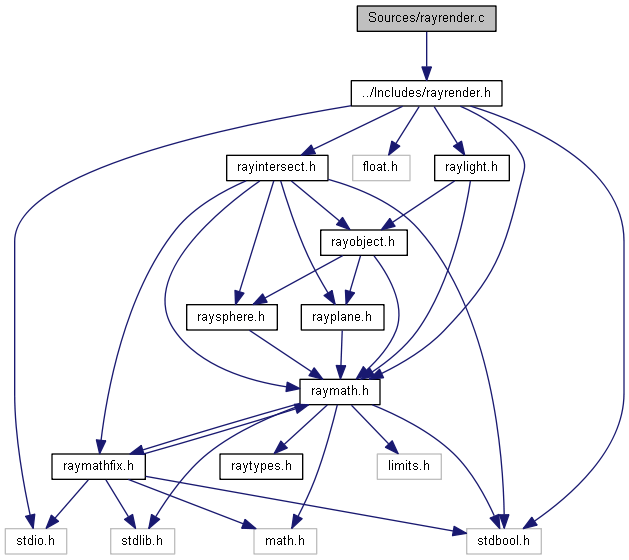 Sources/rayrender.c
../Includes/rayrender.h
rayintersect.h
float.h
raylight.h
rayobject.h
raysphere.h
rayplane.h
raymath.h
raymathfix.h
raytypes.h
limits.h
stdio.h
stdlib.h
math.h
stdbool.h